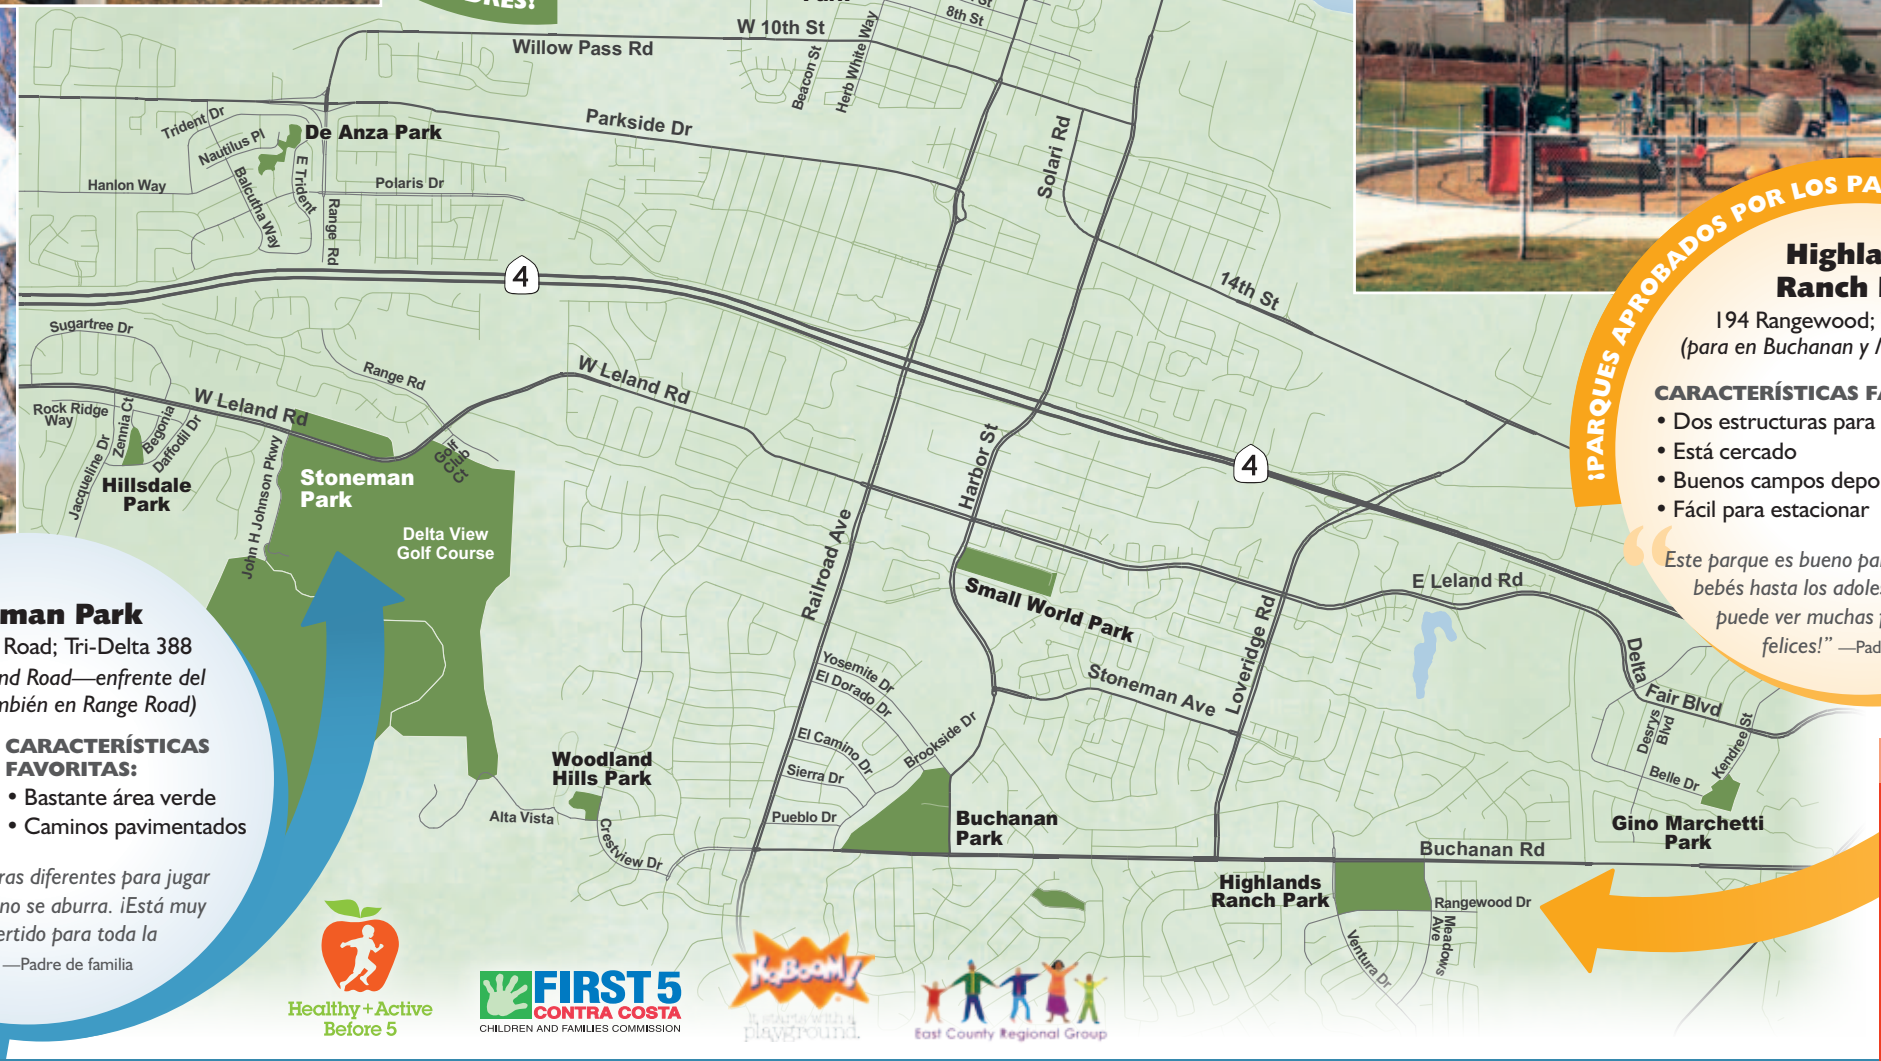 W 10th St
8th St
Willow Pass Rd
Beacon St
Herb White Way
Trident Dr
Nautilus Pl
De Anza Park
Parkside Dr
Solari Rd
Hanlon Way
Balcutha Way
E Trident
Polaris Dr
Range Rd
4
14th St
Sugartree Dr
Range Rd
W Leland Rd
W Leland Rd
Rock Ridge
Way
Zennia Ct
Begonia
Daffodil Dr
Jacqueline Dr
Hillsdale
Park
John H Johnson Pkwy
Stoneman
Park
Golf
Club
Ct
Delta View
Golf Course
Harbor St
4
Railroad Ave
Small World Park
E Leland Rd
Loveridge Rd
Stoneman Ave
Delta
Fair Blvd
Desrys
Blvd
Kendree St
Belle Dr
Gino Marchetti
Park
Yosemite Dr
El Dorado Dr
El Camino Dr
Brookside Dr
Sierra Dr
Pueblo Dr
Woodland
Hills Park
Alta Vista
Crestview Dr
Buchanan
Park
Buchanan Rd
Highlands
Ranch Park
Rangewood Dr
Meadows
Ave
Ventura Dr
¡PARQUES APROBADOS POR LOS PA
Highla
Ranch
194 Rangewood;
(para en Buchanan y
CARACTERÍSTICAS FA
• Dos estructuras para
• Está cercado
• Buenos campos depo
• Fácil para estacionar
“Este parque es bueno par
bebés hasta los adoles
puede ver muchas f
felices!” —Pad
man Park
Road; Tri-Delta 388
nd Road—enfrente del
mbién en Range Road)
CARACTERÍSTICAS
FAVORITAS:
• Bastante área verde
• Caminos pavimentados
ras diferentes para jugar
no se aburra. ¡Está muy
ertido para toda la
—Padre de familia
Healthy+Active
Before 5
FIRST 5
CONTRA COSTA
CHILDREN AND FAMILIES COMMISSION
KaBOOM!
it starts with a
playground.
East County Regional Group